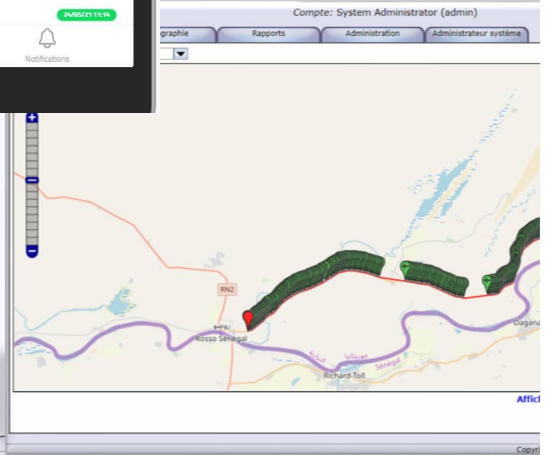 24/05/21 11:14
Notifications
Compte: System Administrator (admin)
graphie
Rapports
Administration
Administrateur système
RN2
Rosso Sénégal
Richard-Toll
Sénégal
Dagana
Affic
Copyri